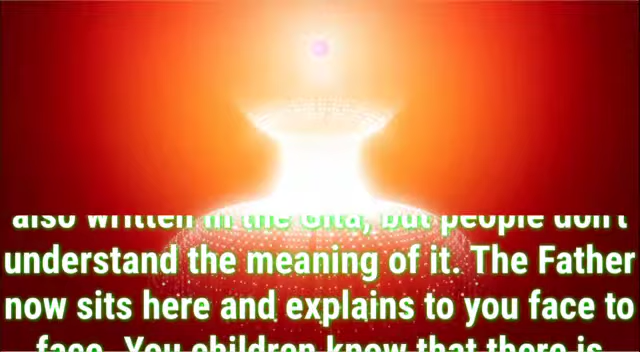 also written in the Gita, but people don't
understand the meaning of it. The Father
now sits here and explains to you face to
face. You children know that there is